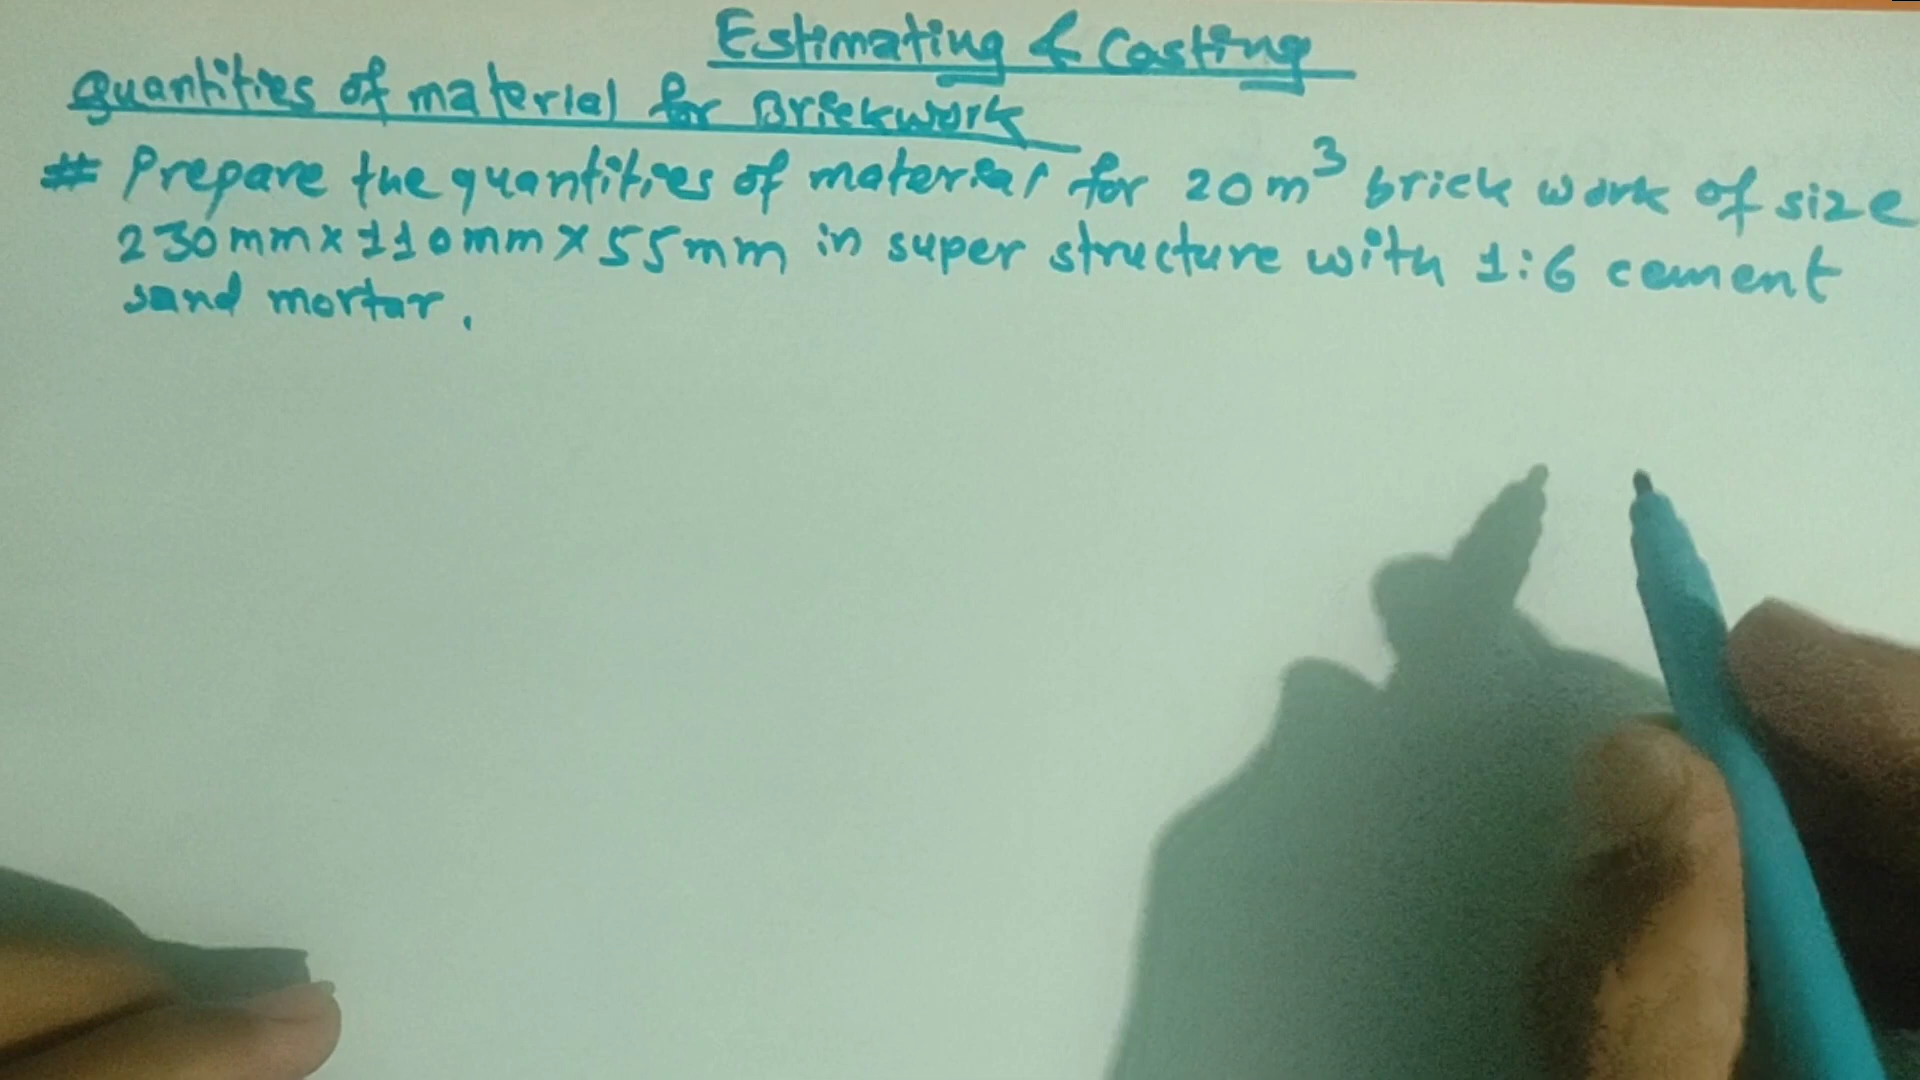 Estimating & Costing
Quantities of material for Brickwork
# Prepare the quantities of material for 20m³ brick work of size
230mm x 110mm x 55mm in super structure with 1:6 cement
sand mortar.